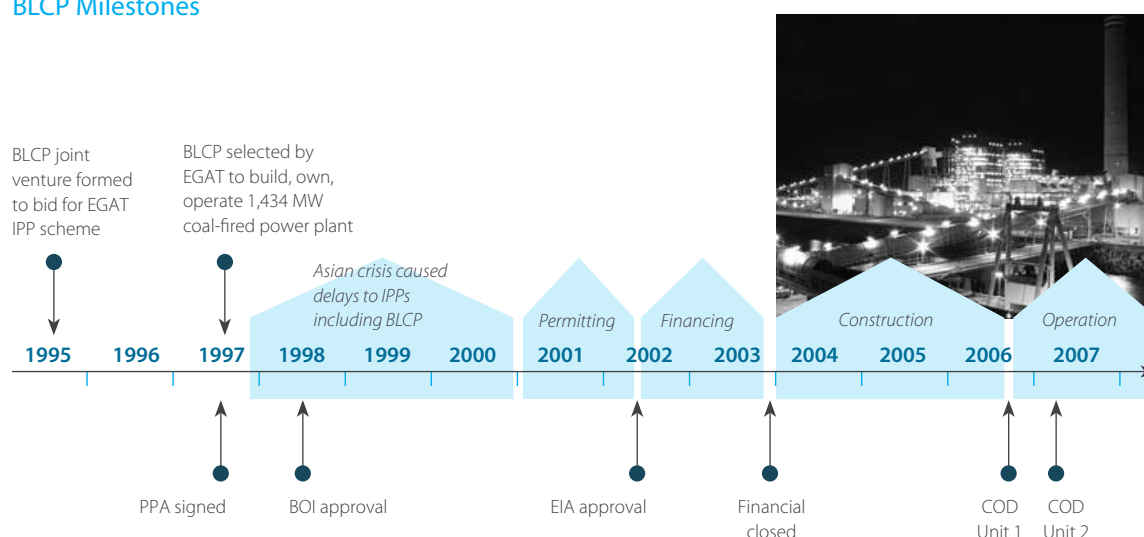 BLCP Milestones
BLCP joint
venture formed
to bid for EGAT
IPP scheme
BLCP selected by
EGAT to build, own,
operate 1,434 MW
coal-fired power plant
Asian crisis caused
delays to IPPs
including BLCP
Permitting
Financing
Construction
Operation
1995 1996 1997 1998 1999 2000 2001 2002 2003 2004 2005 2006 2007
PPA signed
BOI approval
EIA approval
Financial
closed
COD
Unit 1
COD
Unit 2